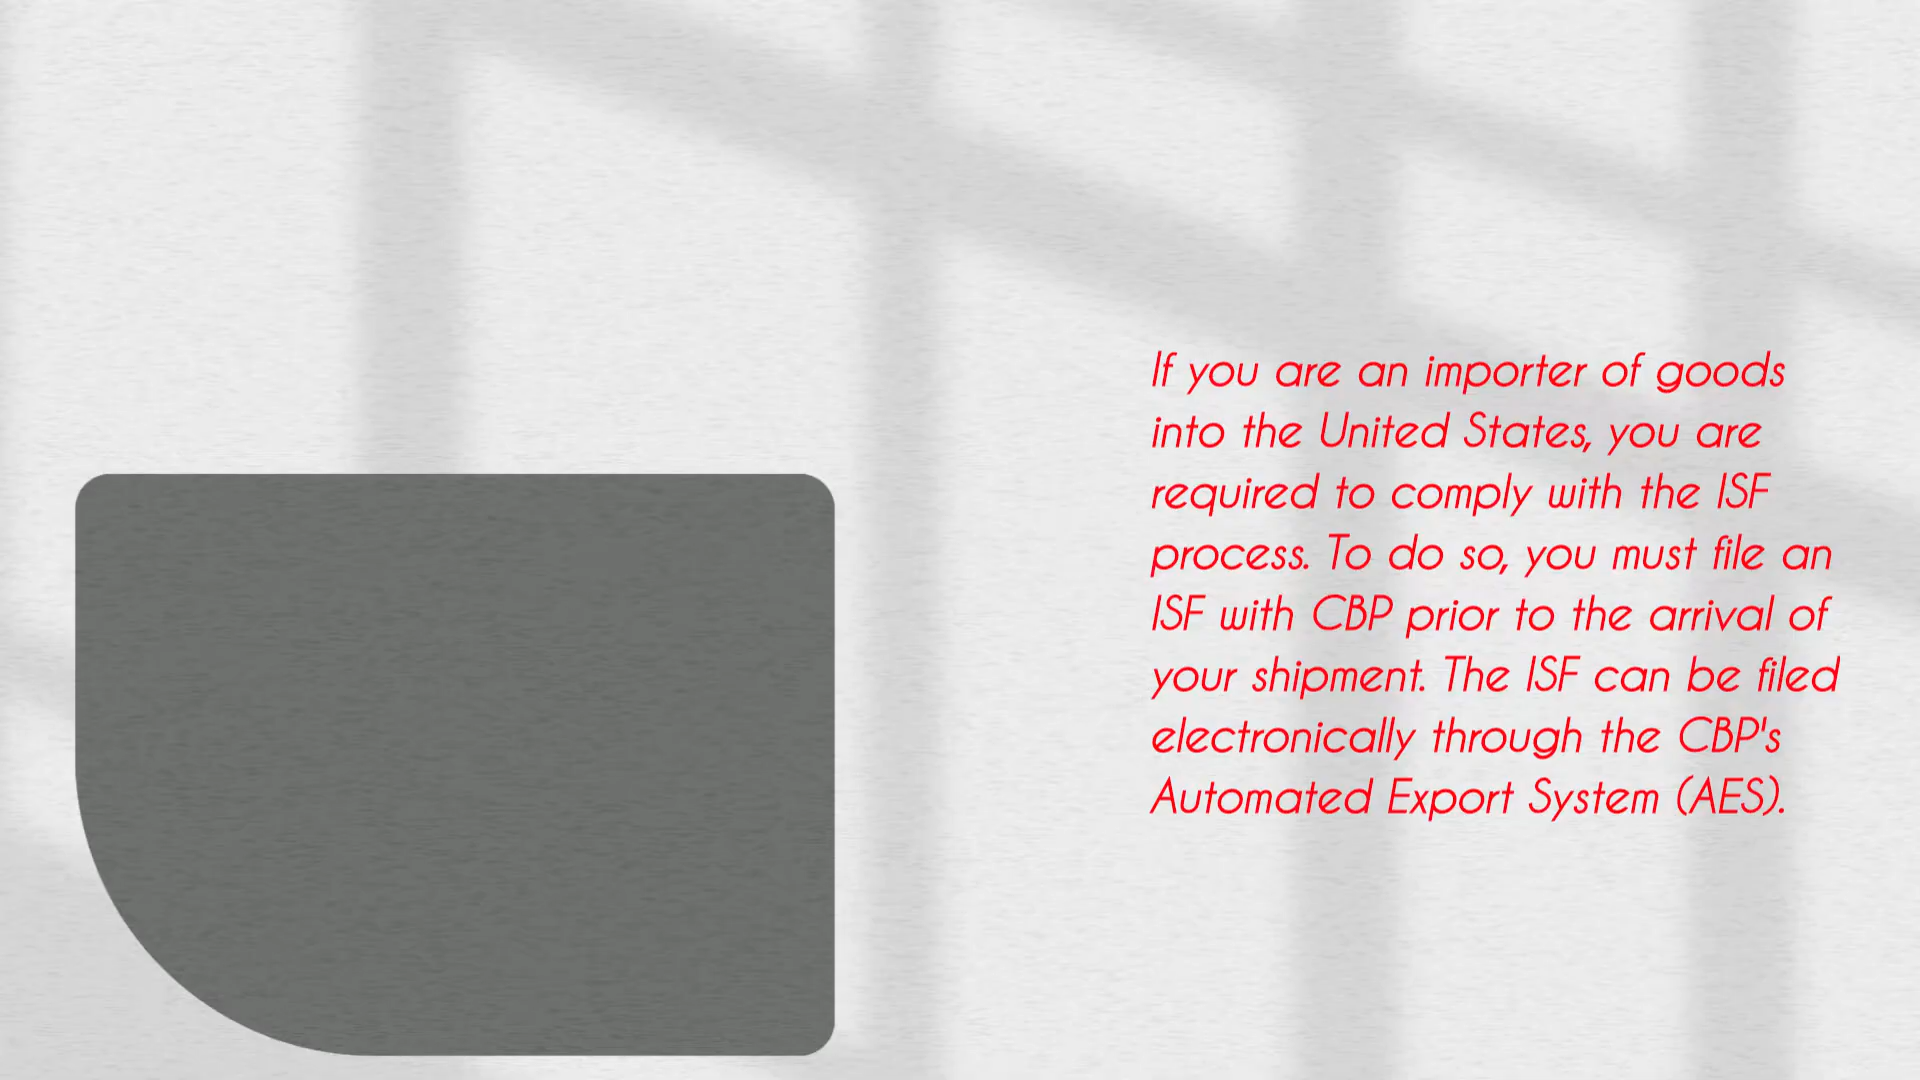 If you are an importer of goods
into the United States, you are
required to comply with the ISF
process. To do so, you must file an
ISF with CBP prior to the arrival of
your shipment. The ISF can be filed
electronically through the CBP's
Automated Export System (AES).